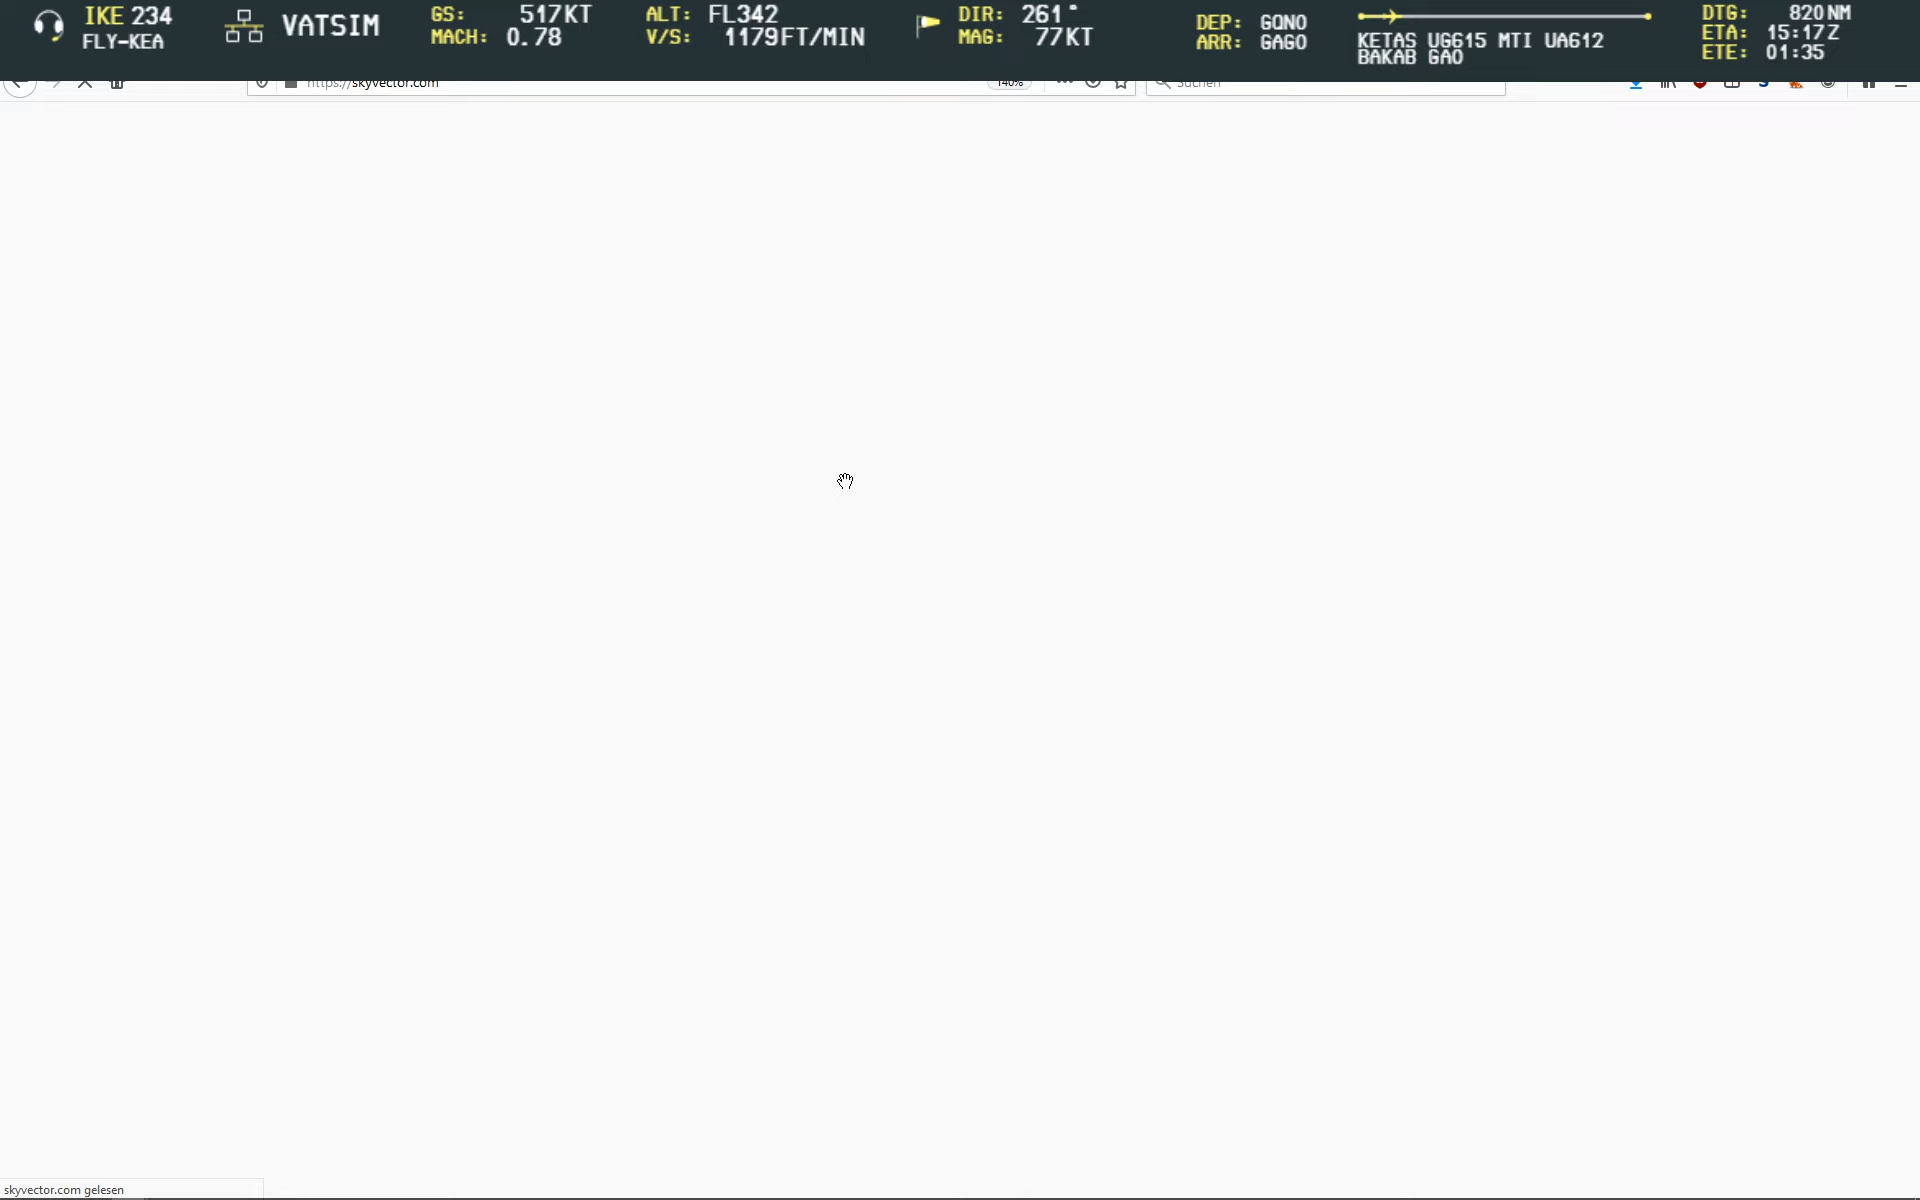 IKE 234
FLY-KEA
VATSIM
GS: 517KT
MACH: 0.78
ALT: FL342
V/S: 1179FT/MIN
DIR: 261°
MAG: 77KT
DEP: GQNO
ARR: GAGO
KETAS UG615 MTI UA612
BAKAB GAO
DTG: 820NM
ETA: 15:17Z
ETE: 01:35
https://skyvector.com
140%
Suchen
skyvector.com gelesen